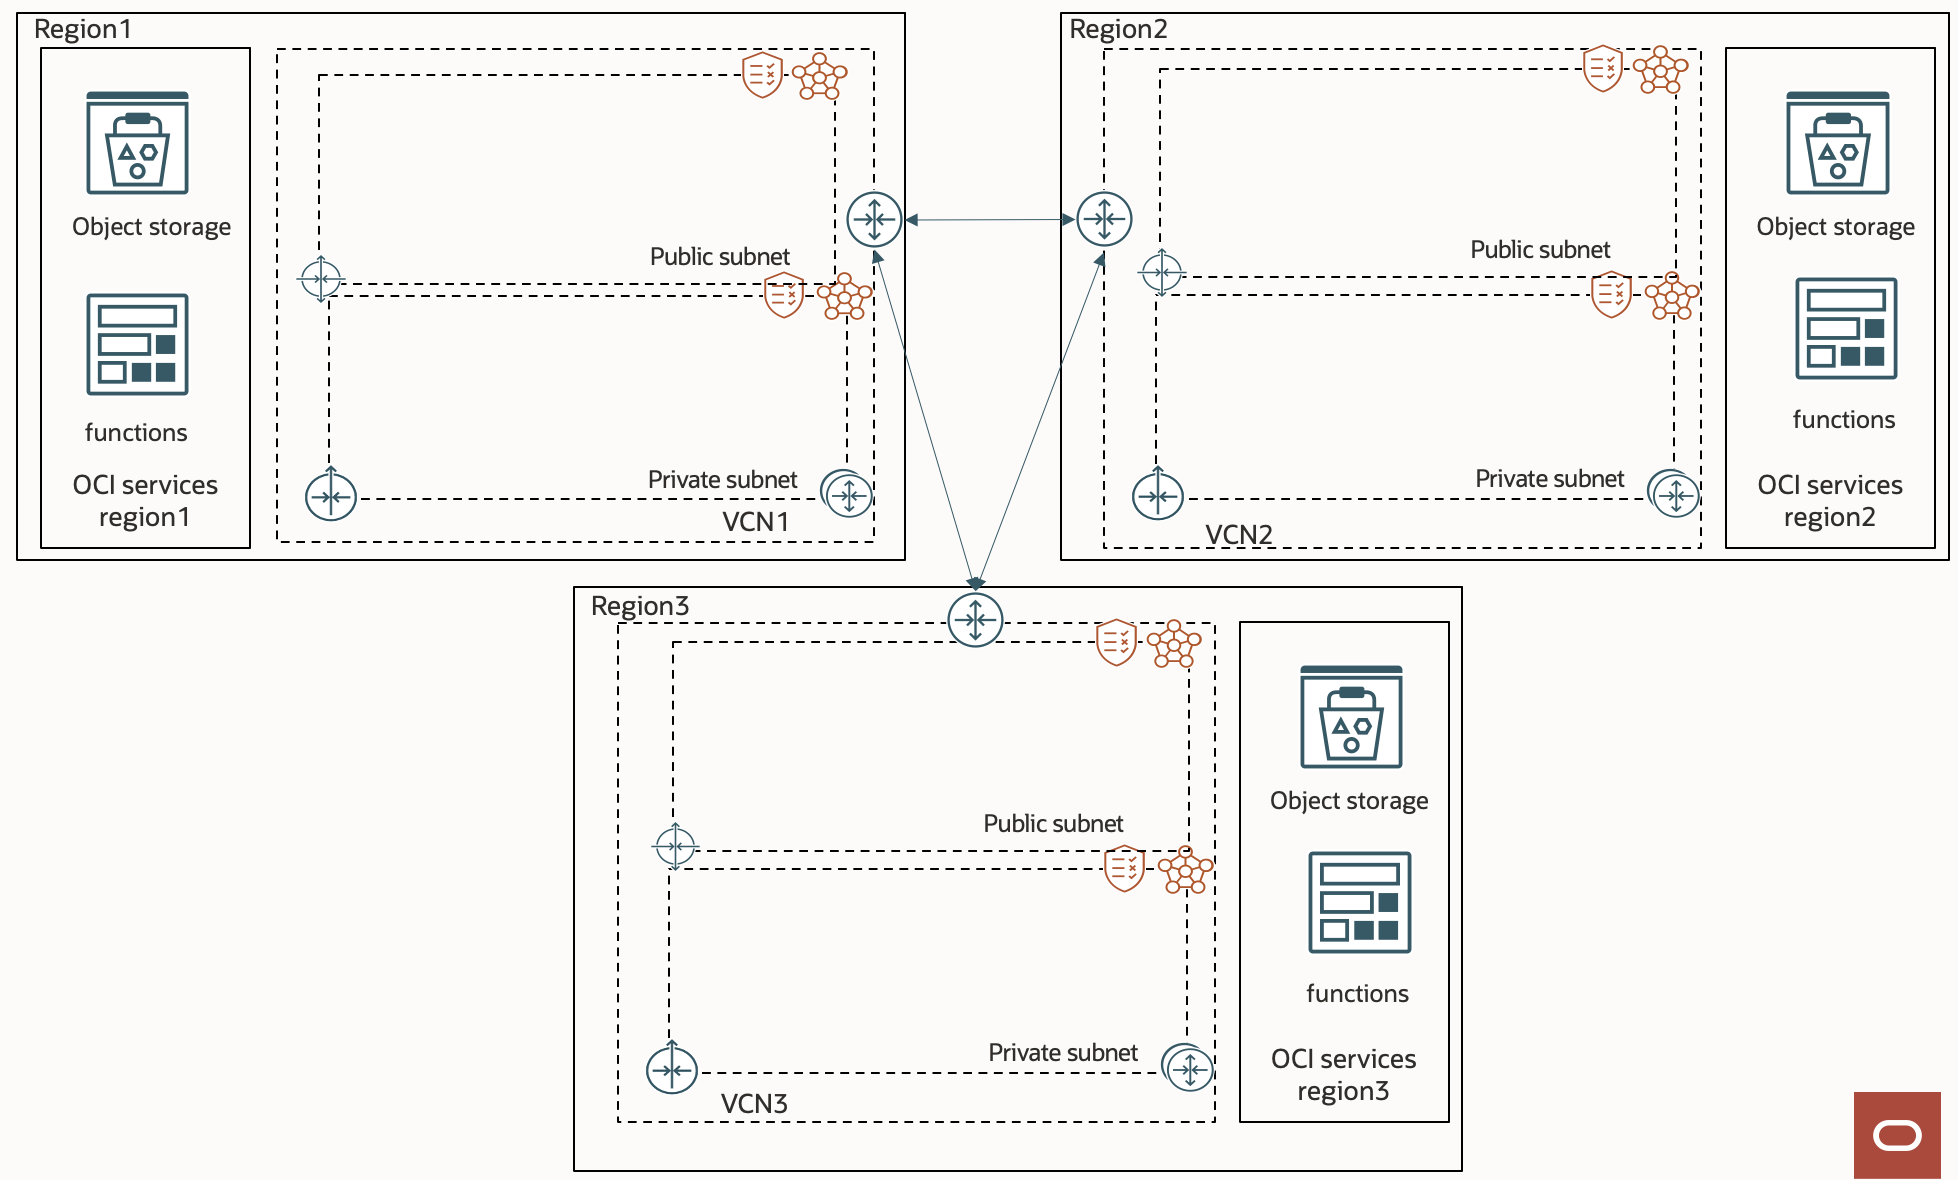 Region1
Object storage
functions
OCI services
region1
Public subnet
Private subnet
VCN1
Region2
Public subnet
Private subnet
VCN2
Object storage
functions
OCI services
region2
Region3
Public subnet
Private subnet
VCN3
Object storage
functions
OCI services
region3